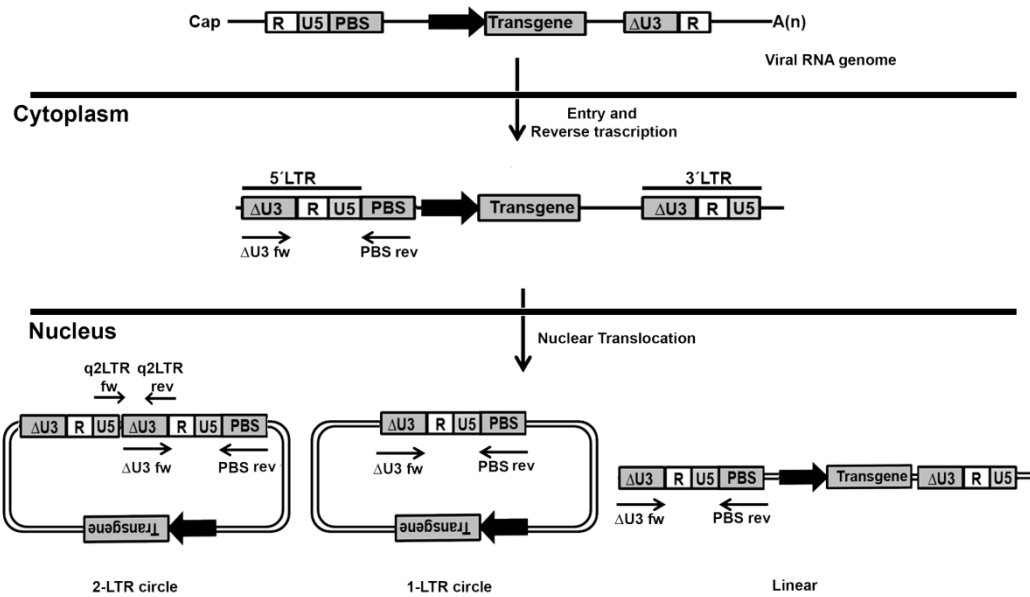 Cap R U5 PBS Transgene ΔU3 R A(n)
Viral RNA genome
Cytoplasm
Entry and
Reverse trascription
5´LTR 3´LTR
ΔU3 R U5 PBS Transgene ΔU3 R U5
ΔU3 fw PBS rev
Nucleus
Nuclear Translocation
q2LTR q2LTR
fw rev
ΔU3 R U5 ΔU3 R U5 PBS
ΔU3 fw PBS rev
Transgene
2-LTR circle
ΔU3 R U5 PBS
ΔU3 fw PBS rev
Transgene
1-LTR circle
ΔU3 R U5 PBS Transgene ΔU3 R U5
ΔU3 fw PBS rev
Linear